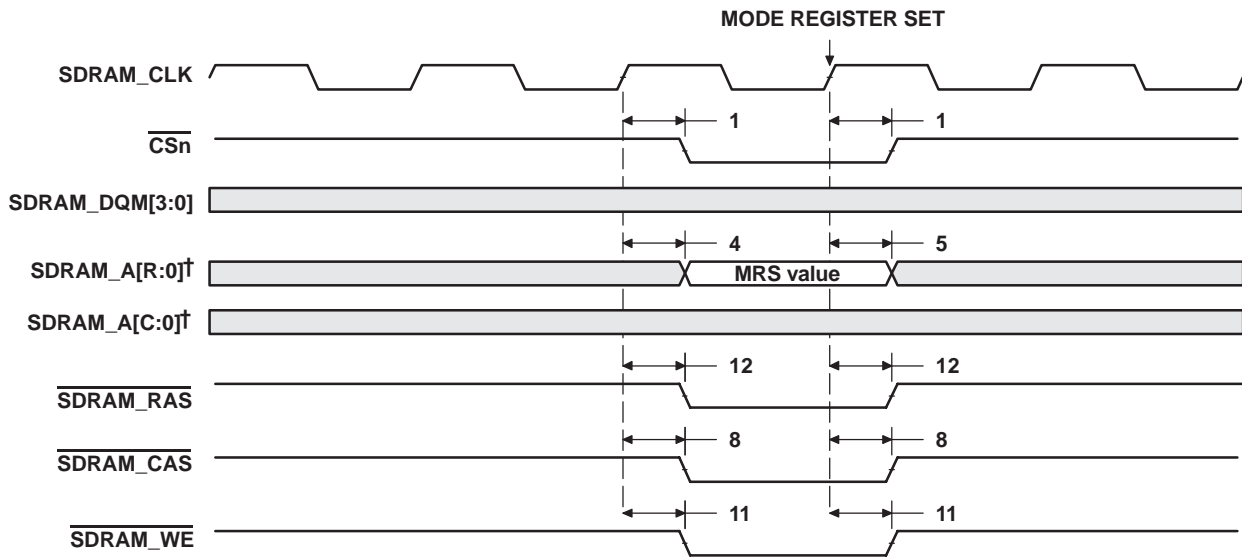 MODE REGISTER SET
SDRAM_CLK
1 1
CSn
SDRAM_DQM[3:0]
4 5
SDRAM_A[R:0]† MRS value
SDRAM_A[C:0]†
12 12
SDRAM_RAS
8 8
SDRAM_CAS
11 11
SDRAM_WE